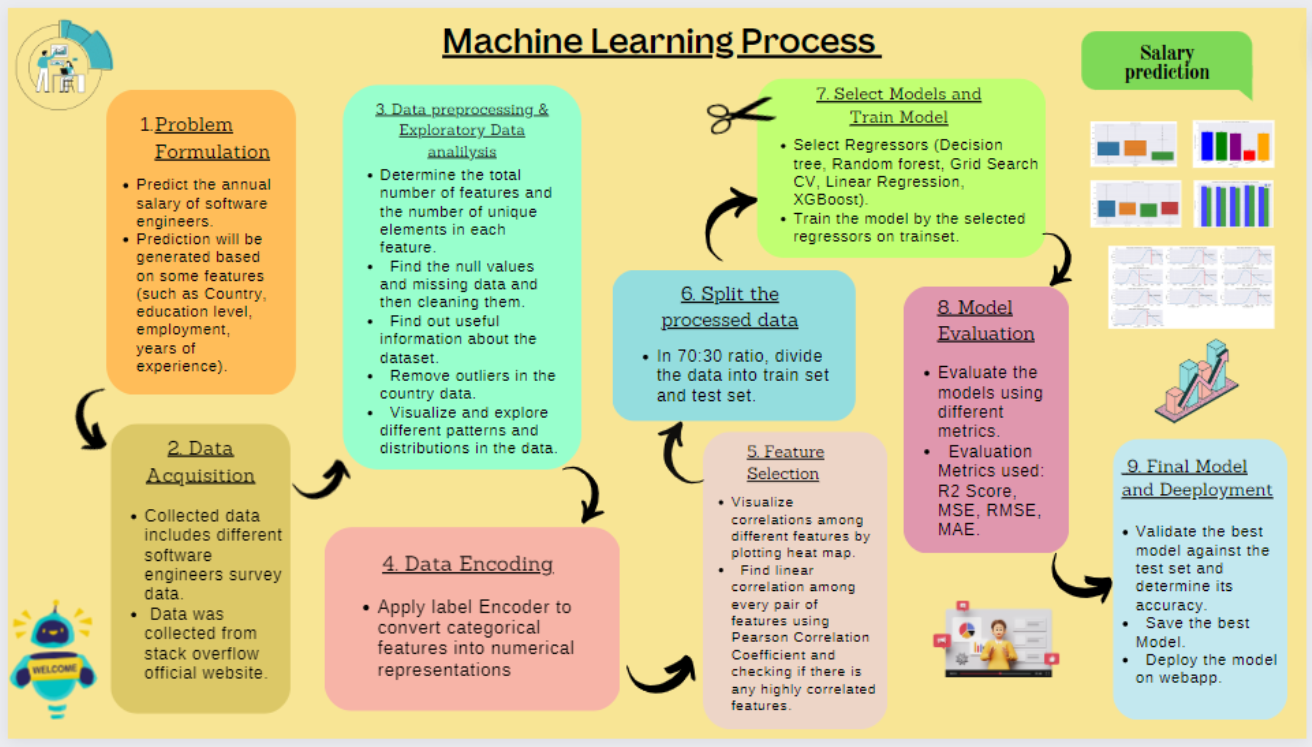 Machine Learning Process
Salary
prediction
1.Problem
Formulation
• Predict the annual
salary of software
engineers.
• Prediction will be
generated based
on some features
(such as Country,
education level,
employment,
years of
experience).
2. Data
Acquisition
• Collected data
includes different
software
engineers survey
data.
• Data was
collected from
stack overflow
official website.
3. Data preprocessing &
Exploratory Data
analilysis
• Determine the total
number of features and
the number of unique
elements in each
feature.
• Find the null values
and missing data and
then cleaning them.
• Find out useful
information about the
dataset.
• Remove outliers in the
country data.
• Visualize and explore
different patterns and
distributions in the data.
4. Data Encoding
• Apply label Encoder to
convert categorical
features into numerical
representations
5. Feature
Selection
• Visualize
correlations among
different features by
plotting heat map.
• Find linear
correlation among
every pair of
features using
Pearson Correlation
Coefficient and
checking if there is
any highly correlated
features.
6. Split the
processed data
• In 70:30 ratio, divide
the data into train set
and test set.
7. Select Models and
Train Model
• Select Regressors (Decision
tree, Random forest, Grid Search
CV, Linear Regression,
XGBoost).
• Train the model by the selected
regressors on trainset.
8. Model
Evaluation
• Evaluate the
models using
different
metrics.
• Evaluation
Metrics used:
R2 Score,
MSE, RMSE,
MAE.
9. Final Model
and Deeployment
• Validate the best
model against the
test set and
determine its
accuracy.
• Save the best
Model.
• Deploy the model
on webapp.
WELCOME